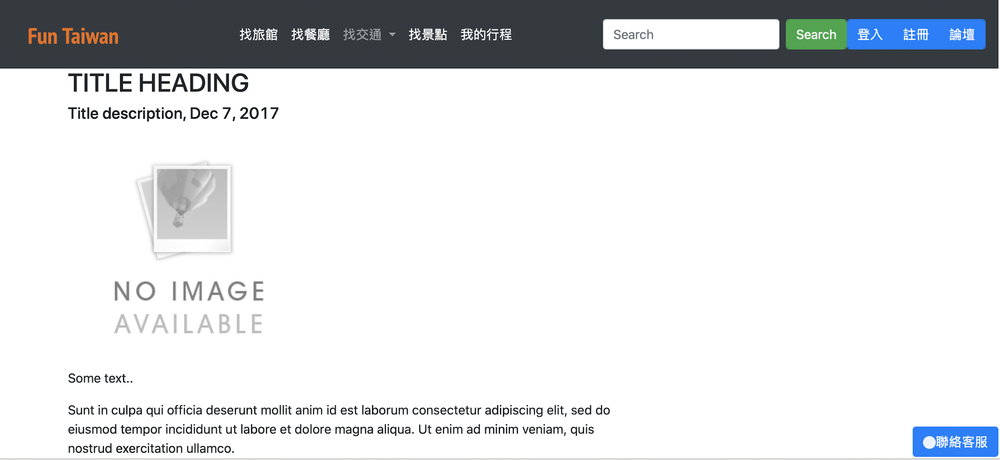 Fun Taiwan 找旅館 找餐廳 找交通 找景點 我的行程 Search Search 登入 註冊 論壇
TITLE HEADING
Title description, Dec 7, 2017
NO IMAGE
AVAILABLE
Some text..
Sunt in culpa qui officia deserunt mollit anim id est laborum consectetur adipiscing elit, sed do
eiusmod tempor incididunt ut labore et dolore magna aliqua. Ut enim ad minim veniam, quis
nostrud exercitation ullamco.
聯絡客服